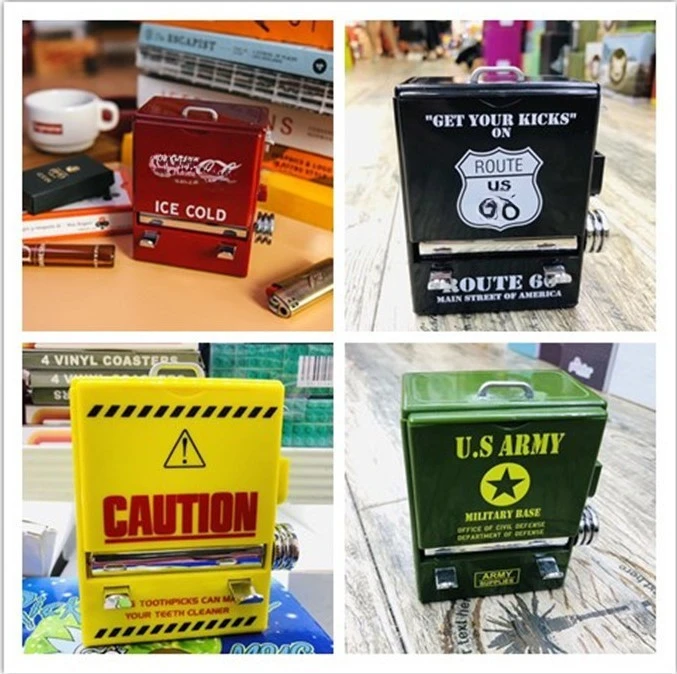 ESCAPIST
Supreme
ICE COLD
"GET YOUR KICKS"
ON
ROUTE
US
66
ROUTE 66
MAIN STREET OF AMERICA
4 VINYL COASTERS
4 VINYL COASTERS
CAUTION
TOOTHPICKS CAN MA
YOUR TEETH CLEANER
U.S ARMY
MILITARY BASE
OFFICE OF CIVIL DEFENSE
DEPARTMENT OF DEFENSE
ARMY
SUPPLIES